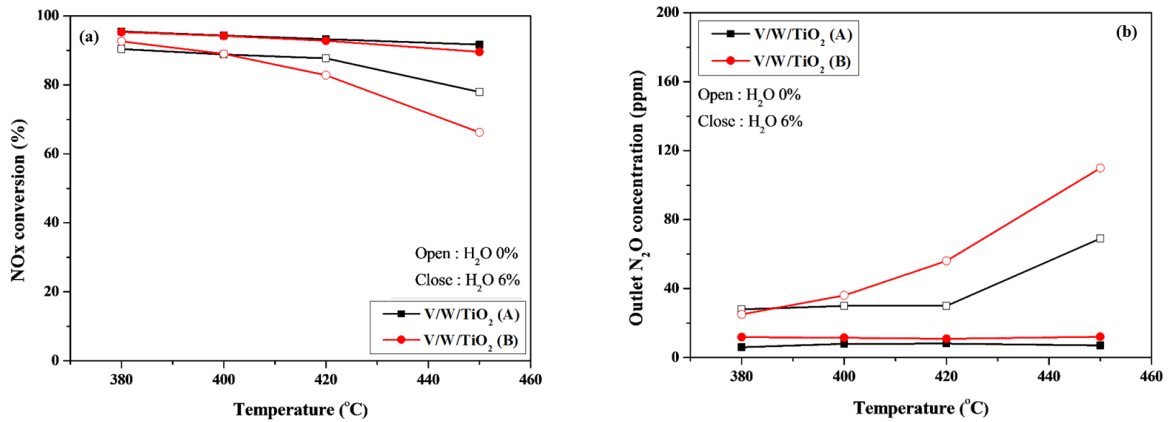 (a)
NOx conversion (%)
100
80
60
40
20
0
Open : H₂O 0%
Close : H₂O 6%
V/W/TiO₂ (A)
V/W/TiO₂ (B)
380
400
420
440
460
Temperature (°C)
(b)
Outlet N₂O concentration (ppm)
200
160
120
80
40
0
V/W/TiO₂ (A)
V/W/TiO₂ (B)
Open : H₂O 0%
Close : H₂O 6%
380
400
420
440
460
Temperature (°C)